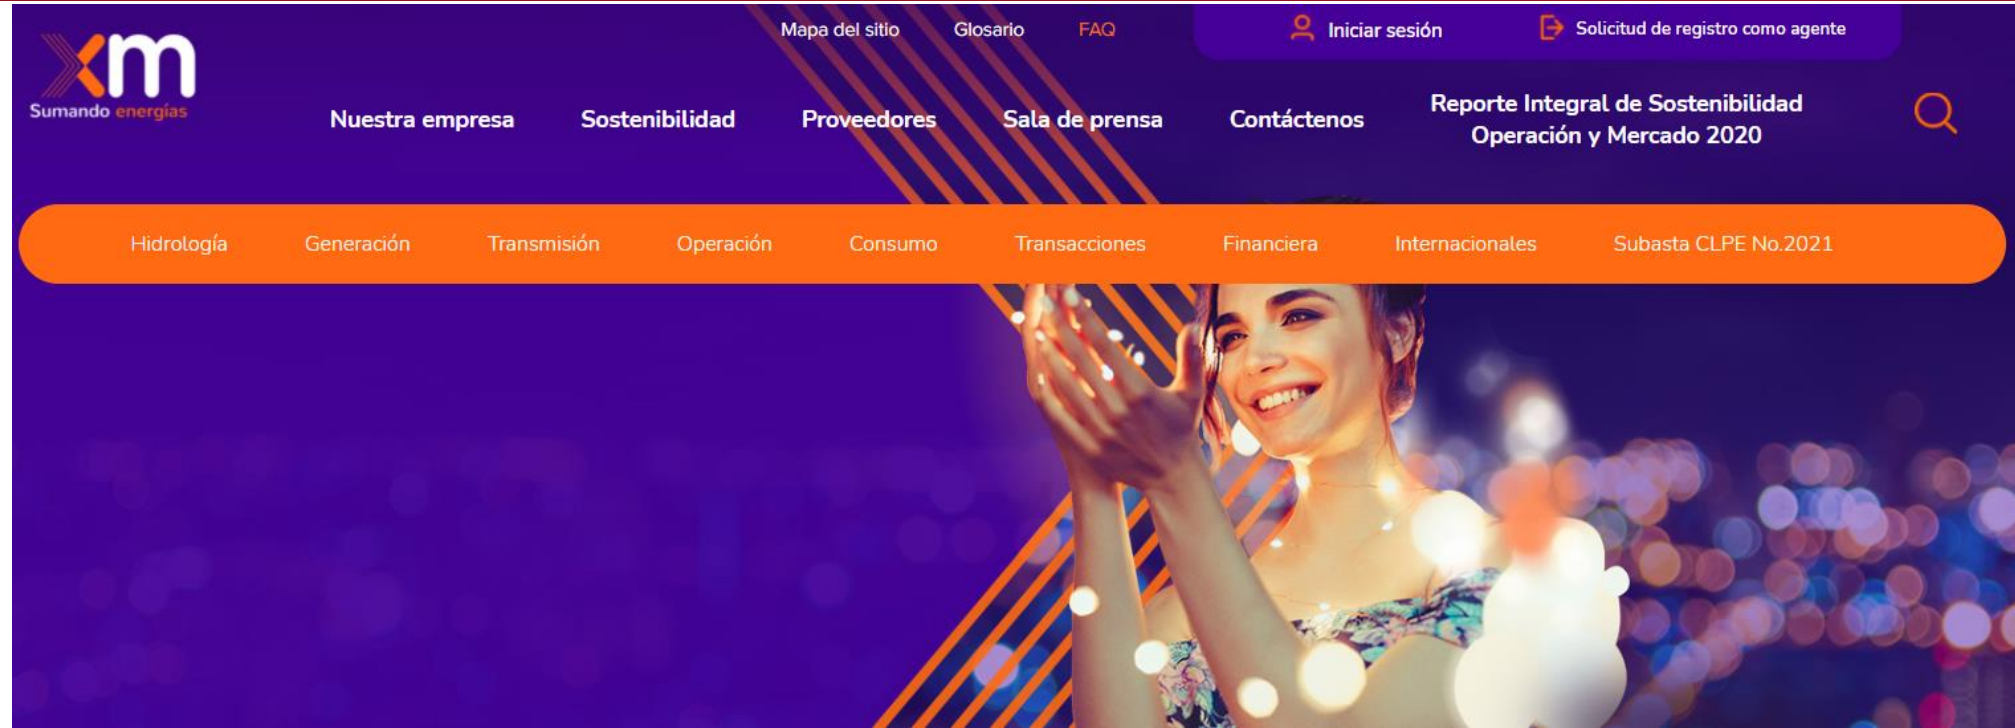 xm
Sumando energías
Mapa del sitio
Glosario
FAQ
Iniciar sesión
Solicitud de registro como agente
Nuestra empresa
Sostenibilidad
Proveedores
Sala de prensa
Contáctenos
Reporte Integral de Sostenibilidad
Operación y Mercado 2020
Hidrología
Generación
Transmisión
Operación
Consumo
Transacciones
Financiera
Internacionales
Subasta CLPE No.2021